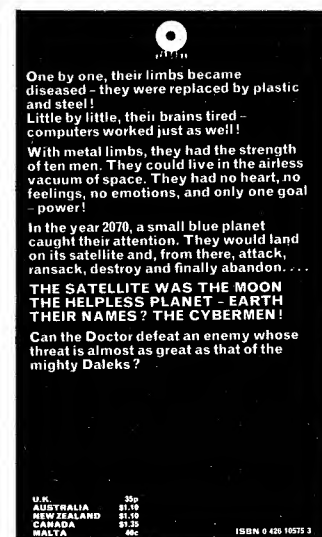 One by one, their limbs became
diseased – they were replaced by plastic
and steel!
Little by little, their brains tired –
computers worked just as well!
With metal limbs, they had the strength
of ten men. They could live in the airless
vacuum of space. They had no heart, no
feelings, no emotions, and only one goal
– power!
In the year 2070, a small blue planet
caught their attention. They would land
on its satellite and, from there, attack,
ransack, destroy and finally abandon....
THE SATELLITE WAS THE MOON
THE HELPLESS PLANET – EARTH
THEIR NAMES? THE CYBERMEN!
Can the Doctor defeat an enemy whose
threat is almost as great as that of the
mighty Daleks?
U.K. 35p
AUSTRALIA $1.10
NEW ZEALAND $1.10
CANADA $1.35
MALTA 40c
ISBN 0 426 10575 3